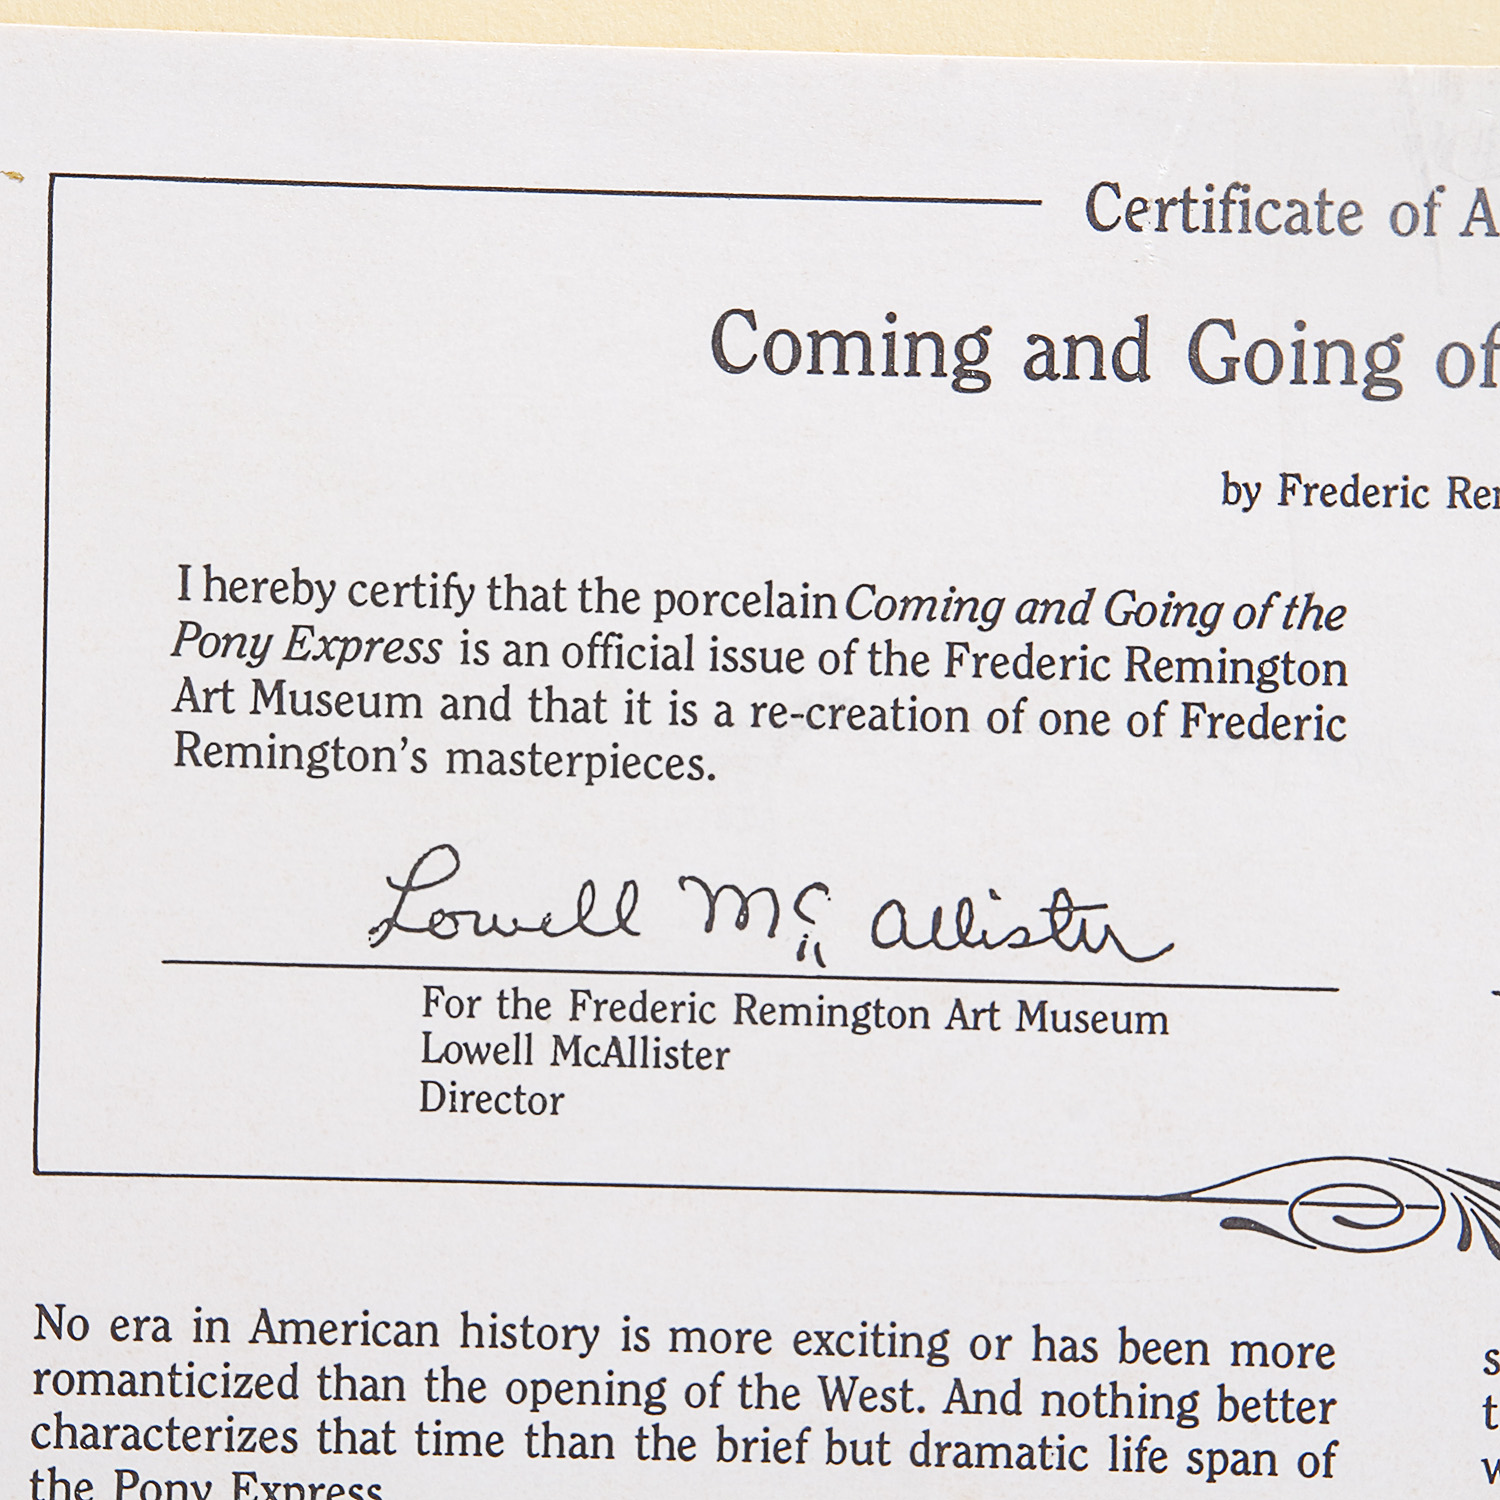 Certificate of A
Coming and Going of
by Frederic Rem
I hereby certify that the porcelain Coming and Going of the
Pony Express is an official issue of the Frederic Remington
Art Museum and that it is a re-creation of one of Frederic
Remington's masterpieces.
Lowell McAllister
For the Frederic Remington Art Museum
Lowell McAllister
Director
No era in American history is more exciting or has been more
romanticized than the opening of the West. And nothing better
characterizes that time than the brief but dramatic life span of
the Pony Express